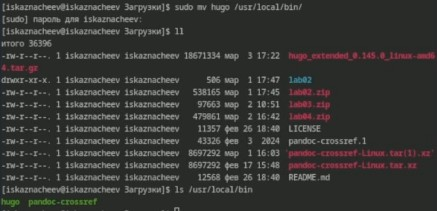 [iskaznacheev@iskaznacheev Загрузки]$ sudo mv hugo /usr/local/bin/
[sudo] пароль для iskaznacheev:
[iskaznacheev@iskaznacheev Загрузки]$ ll
итого 36396
-rw-r--r--. 1 iskaznacheev iskaznacheev 18671334 мар 3 17:22 hugo_extended_0.145.0_linux-amd6
4.tar.gz
drwxr-xr-x. 1 iskaznacheev iskaznacheev 506 мар 1 17:47 lab02
-rw-r--r--. 1 iskaznacheev iskaznacheev 538165 мар 1 17:45 lab02.zip
-rw-r--r--. 1 iskaznacheev iskaznacheev 97663 мар 2 10:51 lab03.zip
-rw-r--r--. 1 iskaznacheev iskaznacheev 479861 мар 2 16:42 lab04.zip
-rw-r--r--. 1 iskaznacheev iskaznacheev 11357 фев 26 18:40 LICENSE
-rw-r--r--. 1 iskaznacheev iskaznacheev 43326 фев 3 2024 pandoc-crossref.1
-rw-r--r--. 1 iskaznacheev iskaznacheev 8697292 мар 1 16:03 'pandoc-crossref-Linux.tar(1).xz'
-rw-r--r--. 1 iskaznacheev iskaznacheev 8697292 фев 17 15:48 pandoc-crossref-Linux.tar.xz
-rw-r--r--. 1 iskaznacheev iskaznacheev 12568 фев 26 18:40 README.md
[iskaznacheev@iskaznacheev Загрузки]$ ls /usr/local/bin
hugo pandoc-crossref